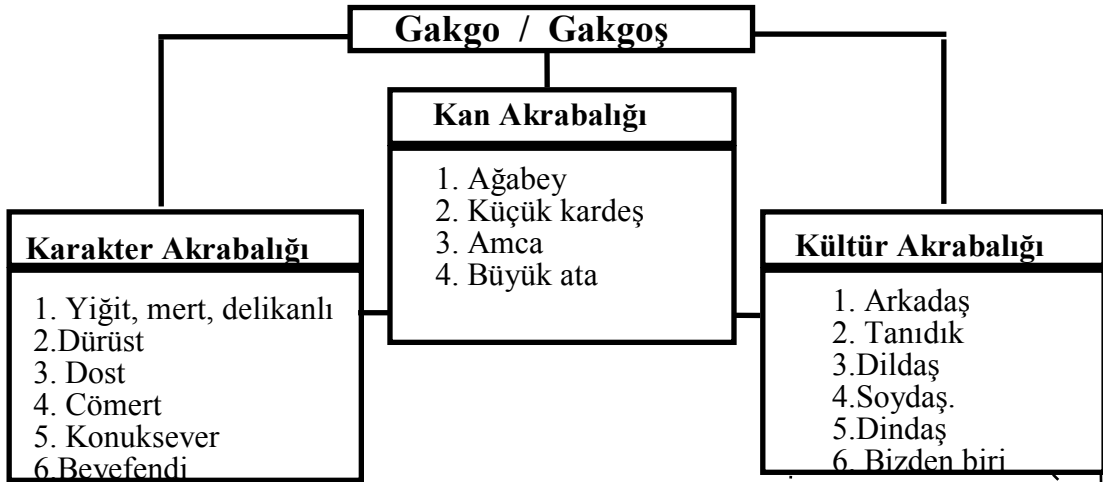 Gakgo / Gakgoş
Kan Akrabalığı
1. Ağabey
2. Küçük kardeş
3. Amca
4. Büyük ata
Karakter Akrabalığı
1. Yiğit, mert, delikanlı
2.Dürüst
3. Dost
4. Cömert
5. Konuksever
6.Beyefendi
Kültür Akrabalığı
1. Arkadaş
2. Tanıdık
3.Dildaş
4.Soydaş.
5.Dindaş
6. Bizden biri